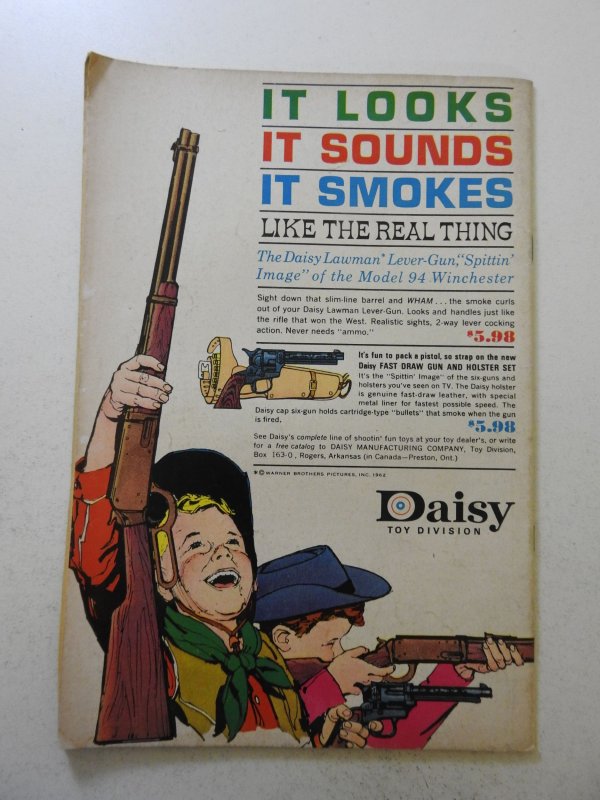 IT LOOKS
IT SOUNDS
IT SMOKES
LIKE THE REAL THING
The Daisy Lawman* Lever-Gun, "Spittin'
Image" of the Model 94 Winchester
Sight down that slim-line barrel and WHAM... the smoke curls
out of your Daisy Lawman Lever-Gun. Looks and handles just like
the rifle that won the West. Realistic sights, 2-way lever cocking
action. Never needs "ammo."
$5.98
It's fun to pack a pistol, so strap on the new
Daisy FAST DRAW GUN AND HOLSTER SET
It's the "Spittin' Image" of the six-guns and
holsters you've seen on TV. The Daisy holster
is genuine fast-draw leather, with special
metal liner for fastest possible speed. The
Daisy cap six-gun holds cartridge-type "bullets" that smoke when the gun
is fired.
$5.98
See Daisy's complete line of shootin' fun toys at your toy dealer's, or write
for a free catalog to DAISY MANUFACTURING COMPANY, Toy Division,
Box 163-0, Rogers, Arkansas (in Canada—Preston, Ont.)
*© WARNER BROTHERS PICTURES, INC. 1962
Daisy
TOY DIVISION